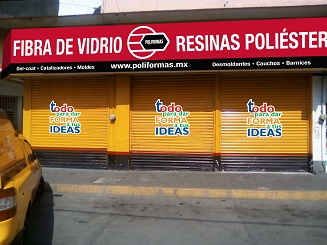 FIBRA DE VIDRIO
POLIFORMAS
RESINAS POLIÉSTER
Gel-coat • Catalizadores • Moldes
www.poliformas.mx
Desmoldantes • Cauchos • Barnices
todo
para dar
FORMA
a tus
IDEAS
todo
para dar
FORMA
a tus
IDEAS
todo
para dar
FORMA
a tus
IDEAS